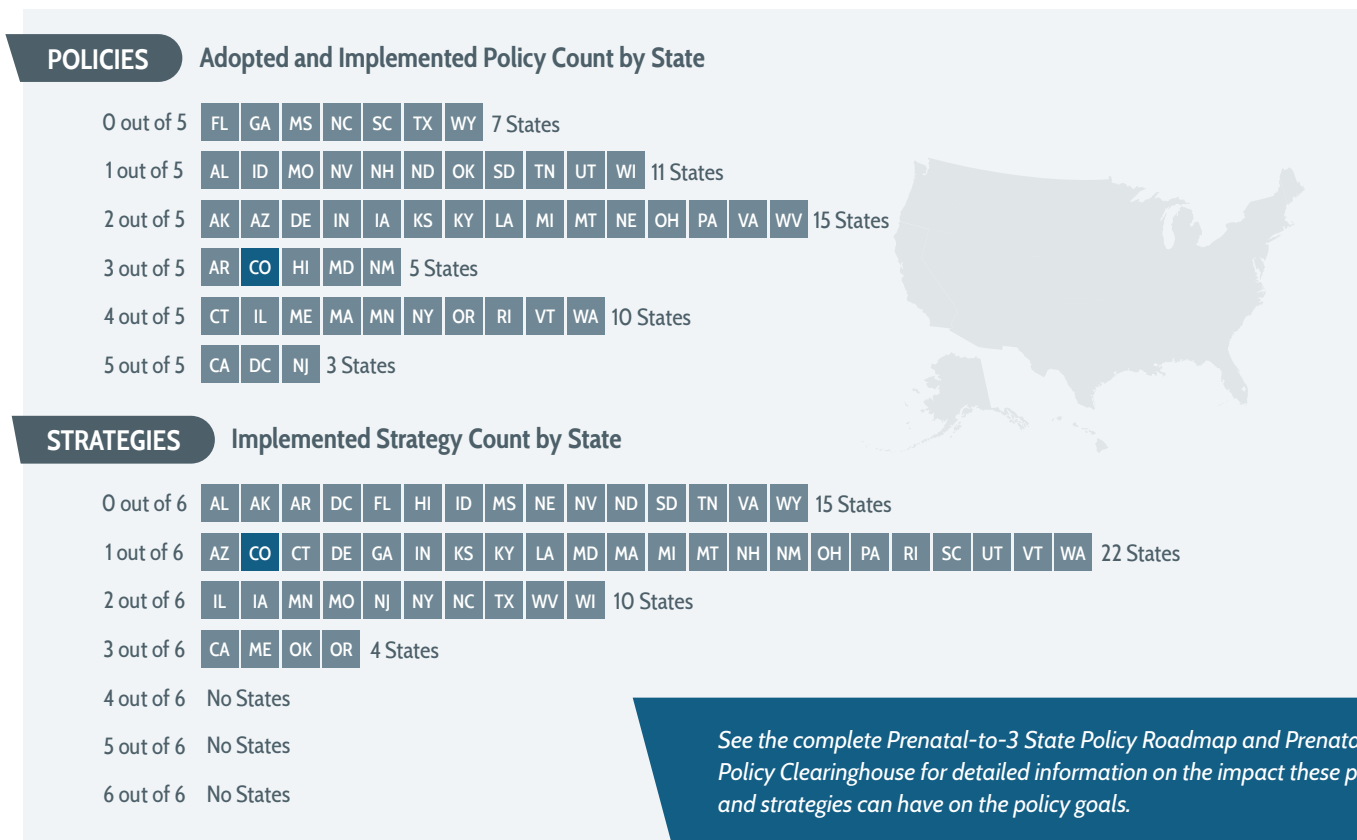 POLICIES Adopted and Implemented Policy Count by State
0 out of 5 FL GA MS NC SC TX WY 7 States
1 out of 5 AL ID MO NV NH ND OK SD TN UT WI 11 States
2 out of 5 AK AZ DE IN IA KS KY LA MI MT NE OH PA VA WV 15 States
3 out of 5 AR CO HI MD NM 5 States
4 out of 5 CT IL ME MA MN NY OR RI VT WA 10 States
5 out of 5 CA DC NJ 3 States
STRATEGIES Implemented Strategy Count by State
0 out of 6 AL AK AR DC FL HI ID MS NE NV ND SD TN VA WY 15 States
1 out of 6 AZ CO CT DE GA IN KS KY LA MD MA MI MT NH NM OH PA RI SC UT VT WA 22 States
2 out of 6 IL IA MN MO NJ NY NC TX WV WI 10 States
3 out of 6 CA ME OK OR 4 States
4 out of 6 No States
5 out of 6 No States
6 out of 6 No States
See the complete Prenatal-to-3 State Policy Roadmap and
Policy Clearinghouse for detailed information on the impact these
and strategies can have on the policy goals.